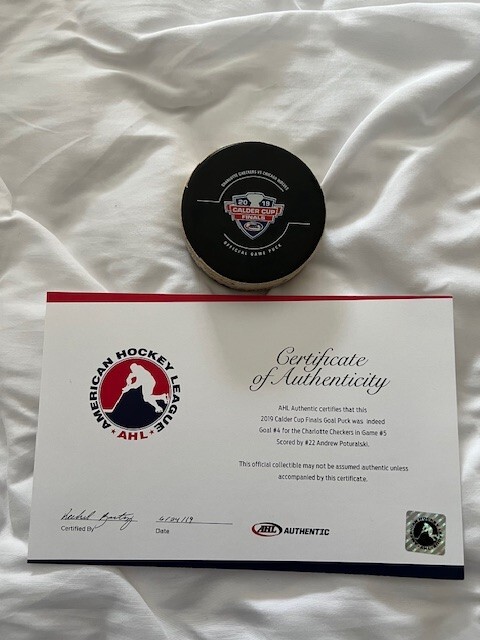 CHARLOTTE CHECKERS VS CHICAGO WOLVES
2019
CALDER CUP
FINALS
OFFICIAL GAME PUCK
AMERICAN HOCKEY LEAGUE
AHL
Certificate
of Authenticity
AHL Authentic certifies that this
2019 Calder Cup Finals Goal Puck was indeed
Goal #4 for the Charlotte Checkers in Game #5
Scored by #22 Andrew Poturalski.
This official collectible may not be assumed authentic unless
accompanied by this certificate.
6/24/19
Certified By Date
AHL AUTHENTIC